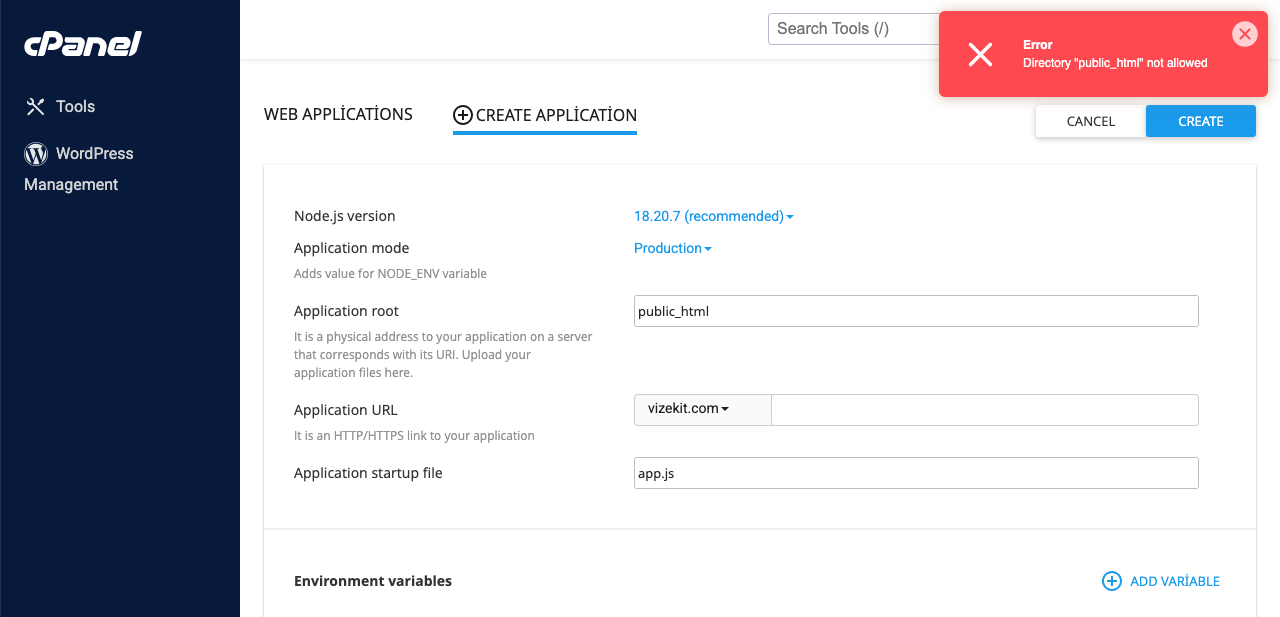 cPanel
Tools
WordPress
Management
Search Tools (/)
Error
Directory "public_html" not allowed
WEB APPLİCATİONS
CREATE APPLİCATİON
CANCEL
CREATE
Node.js version
18.20.7 (recommended)
Application mode
Production
Adds value for NODE_ENV variable
Application root
public_html
It is a physical address to your application on a server
that corresponds with its URI. Upload your
application files here.
Application URL
vizekit.com
It is an HTTP/HTTPS link to your application
Application startup file
app.js
Environment variables
ADD VARİABLE